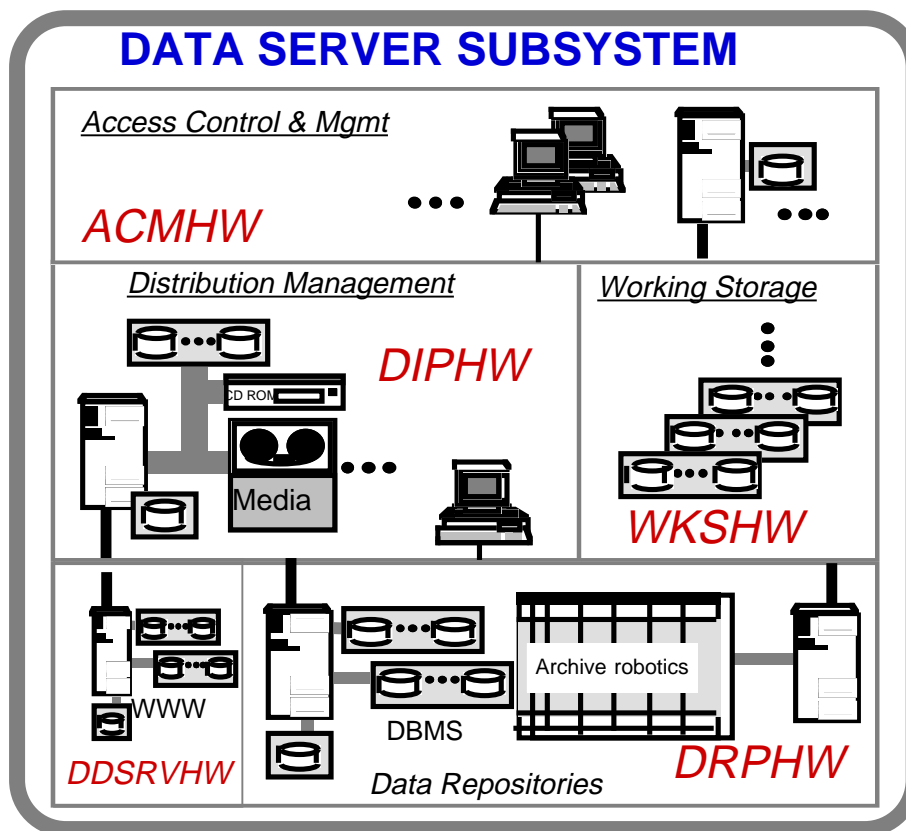 DATA SERVER SUBSYSTEM
Access Control & Mgmt
ACMHW
Distribution Management
DIPHW
CD ROM
Media
Working Storage
WKSHW
WWW
DDSRVHW
DBMS
Archive robotics
DRPHW
Data Repositories